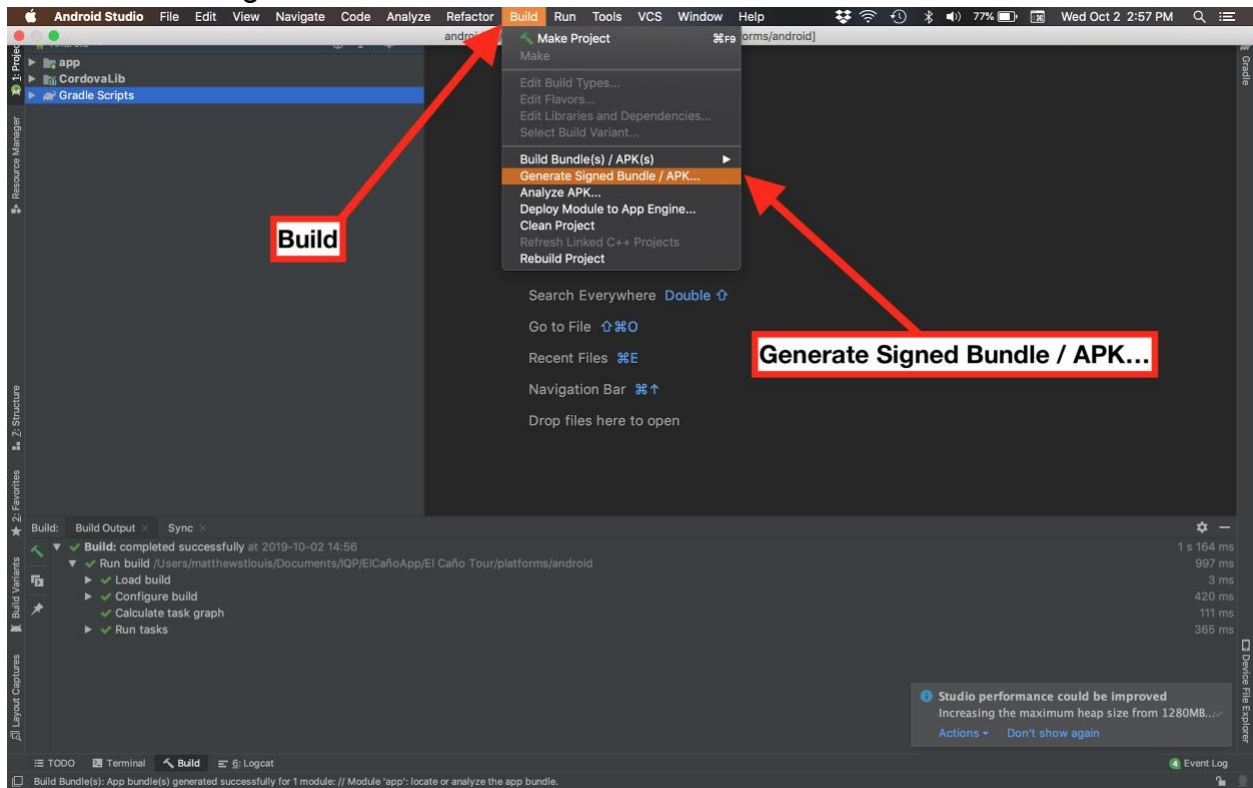 Android Studio File Edit View Navigate Code Analyze Refactor Build Run Tools VCS Window Help 77% Wed Oct 2 2:57 PM
orms/android]
Make Project ⌘F9
Make
Edit Build Types...
Edit Flavors...
Edit Libraries and Dependencies...
Select Build Variant...
Build Bundle(s) / APK(s)
Generate Signed Bundle / APK...
Analyze APK...
Deploy Module to App Engine...
Clean Project
Refresh Linked C++ Projects
Rebuild Project
app
CordovaLib
Gradle Scripts
Resource Manager
7: Structure
2: Favorites
Build Variants
Layout Captures
Gradle
Device File Explorer
Build
Generate Signed Bundle / APK...
Search Everywhere Double ⇧
Go to File ⇧⌘O
Recent Files ⌘E
Navigation Bar ⌘↑
Drop files here to open
Build: Build Output Sync
Build: completed successfully at 2019-10-02 14:56 1 s 164 ms
Run build /Users/matthewstlouis/Documents/IQP/ElCañoApp/El Caño Tour/platforms/android 997 ms
Load build 3 ms
Configure build 420 ms
Calculate task graph 111 ms
Run tasks 365 ms
Studio performance could be improved
Increasing the maximum heap size from 1280MB...
Actions Don't show again
TODO Terminal Build 6: Logcat 4 Event Log
Build Bundle(s): App bundle(s) generated successfully for 1 module: // Module 'app': locate or analyze the app bundle.